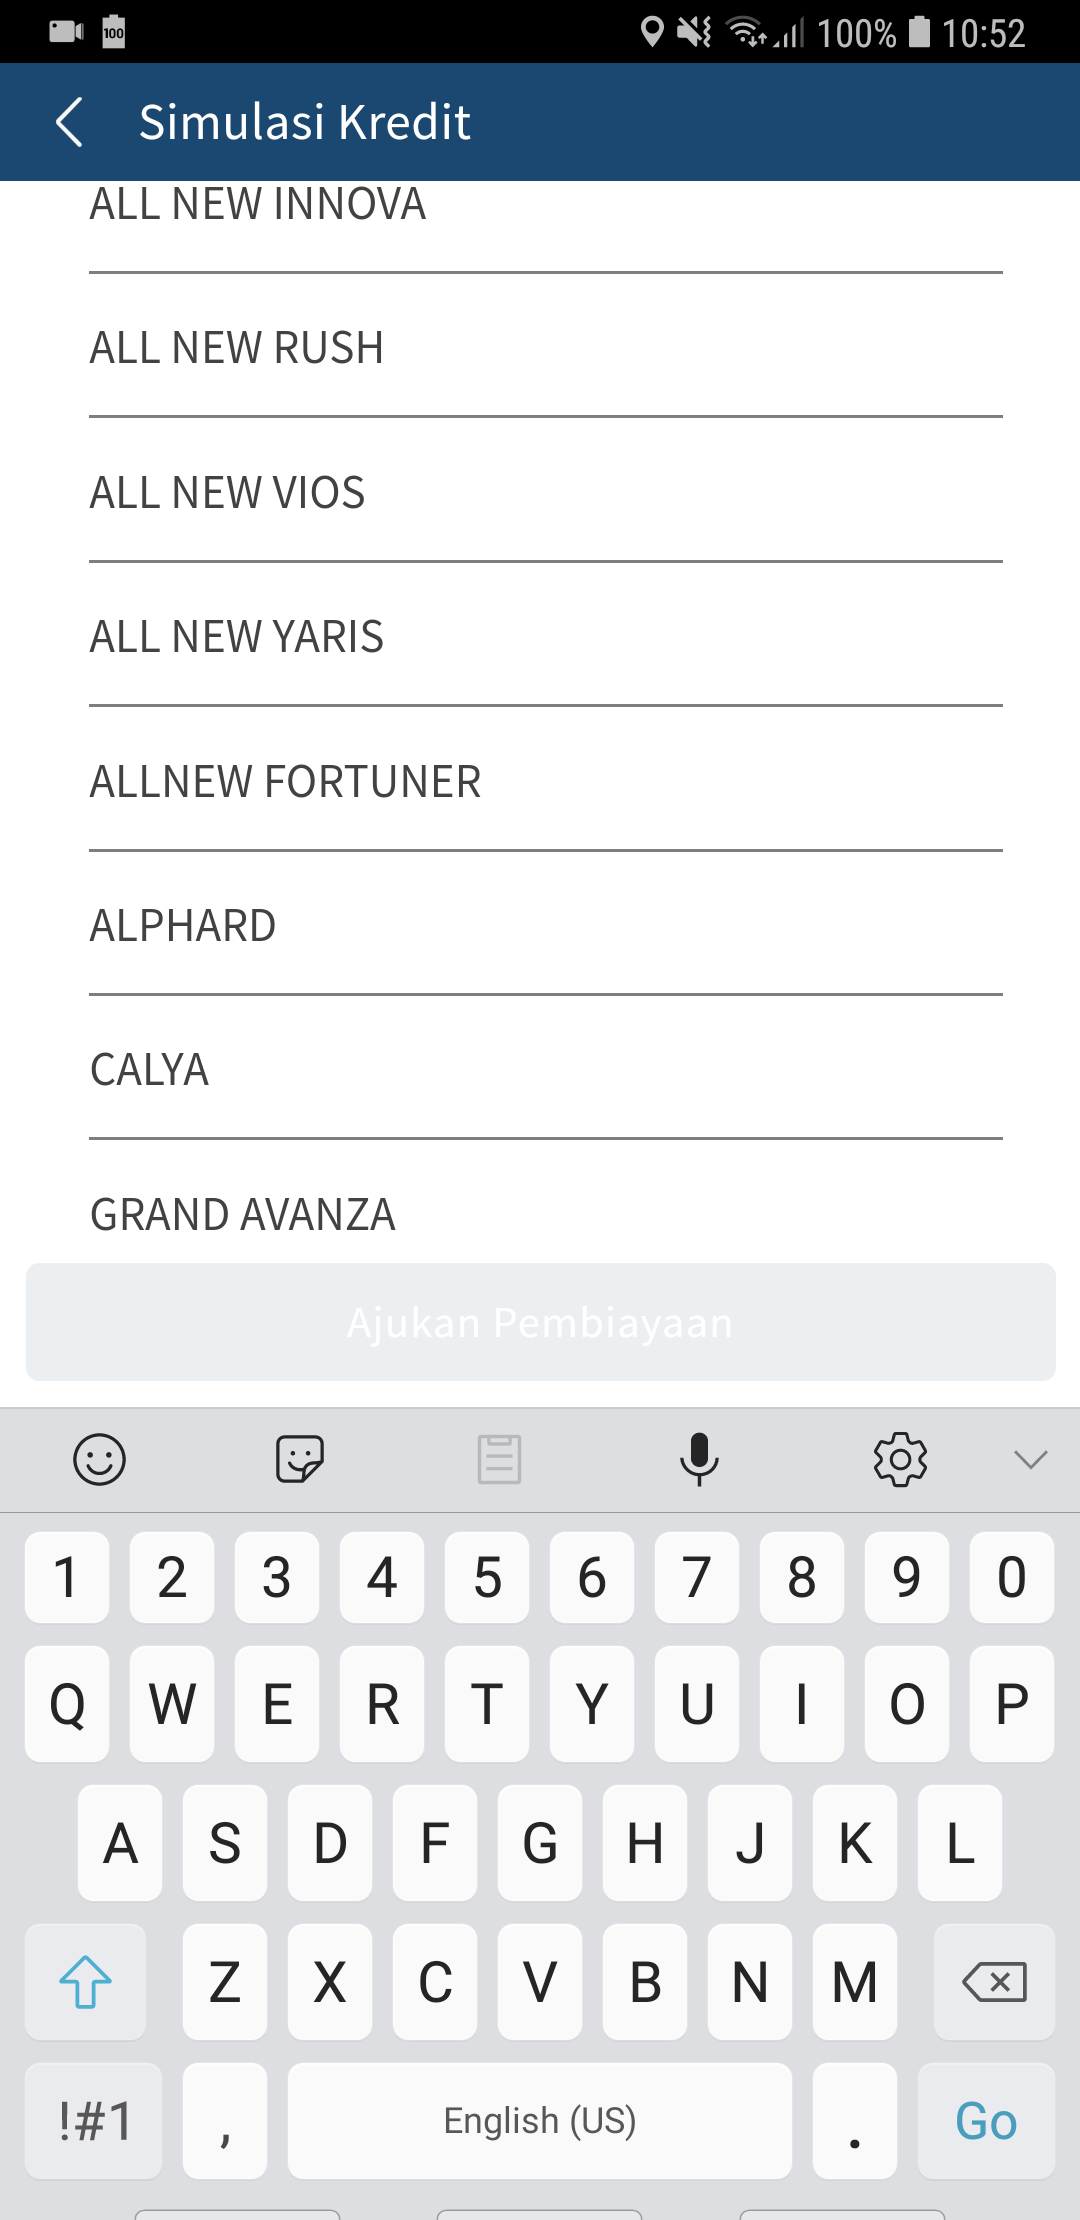 100
100% 10:52
Simulasi Kredit
ALL NEW INNOVA
ALL NEW RUSH
ALL NEW VIOS
ALL NEW YARIS
ALLNEW FORTUNER
ALPHARD
CALYA
GRAND AVANZA
Ajukan Pembiayaan
1 2 3 4 5 6 7 8 9 0
Q W E R T Y U I O P
A S D F G H J K L
Z X C V B N M
!#1 , English (US) . Go